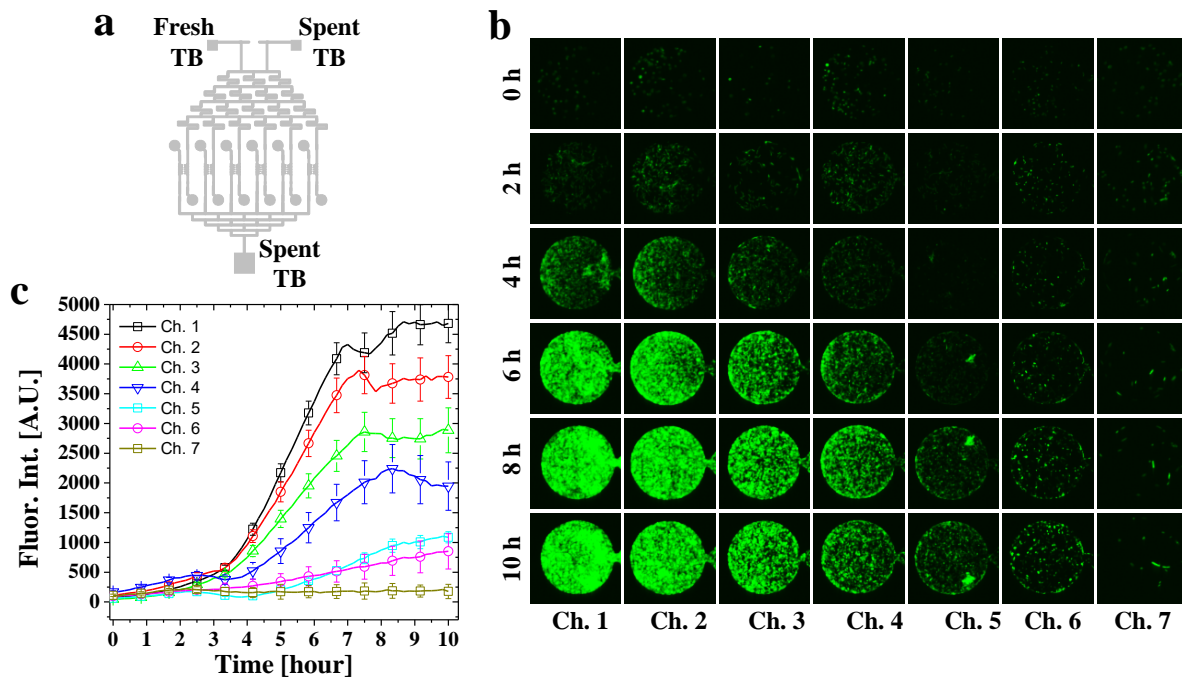 a
Fresh TB
Spent TB
Spent TB
b
0 h
2 h
4 h
6 h
8 h
10 h
Ch. 1 Ch. 2 Ch. 3 Ch. 4 Ch. 5 Ch. 6 Ch. 7
c
Fluor. Int. [A.U.]
5000
4500
4000
3500
3000
2500
2000
1500
1000
500
0
Ch. 1
Ch. 2
Ch. 3
Ch. 4
Ch. 5
Ch. 6
Ch. 7
0 1 2 3 4 5 6 7 8 9 10
Time [hour]